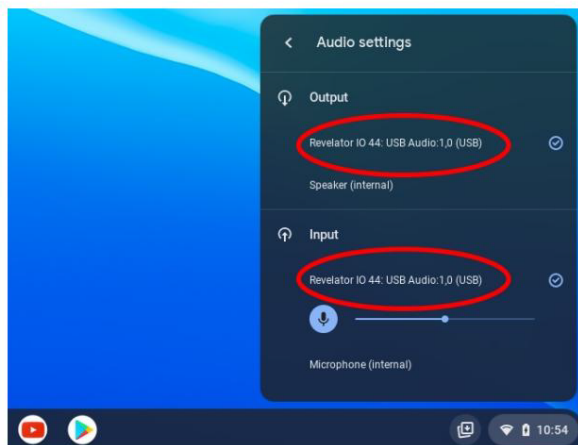 Audio settings
Output
Revelator IO 44: USB Audio:1,0 (USB)
Speaker (internal)
Input
Revelator IO 44: USB Audio:1,0 (USB)
Microphone (internal)
10:54